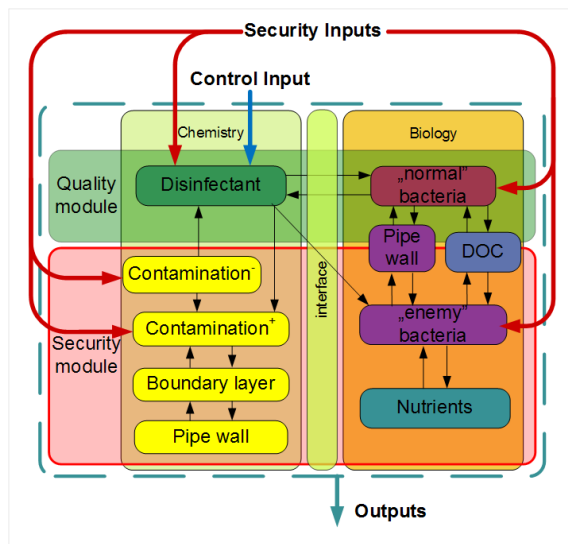 Security Inputs
Control Input
Chemistry
Biology
Quality
module
Disinfectant
„normal”
bacteria
Pipe
wall
DOC
Contamination⁻
interface
Contamination⁺
„enemy”
bacteria
Security
module
Boundary layer
Nutrients
Pipe wall
Outputs